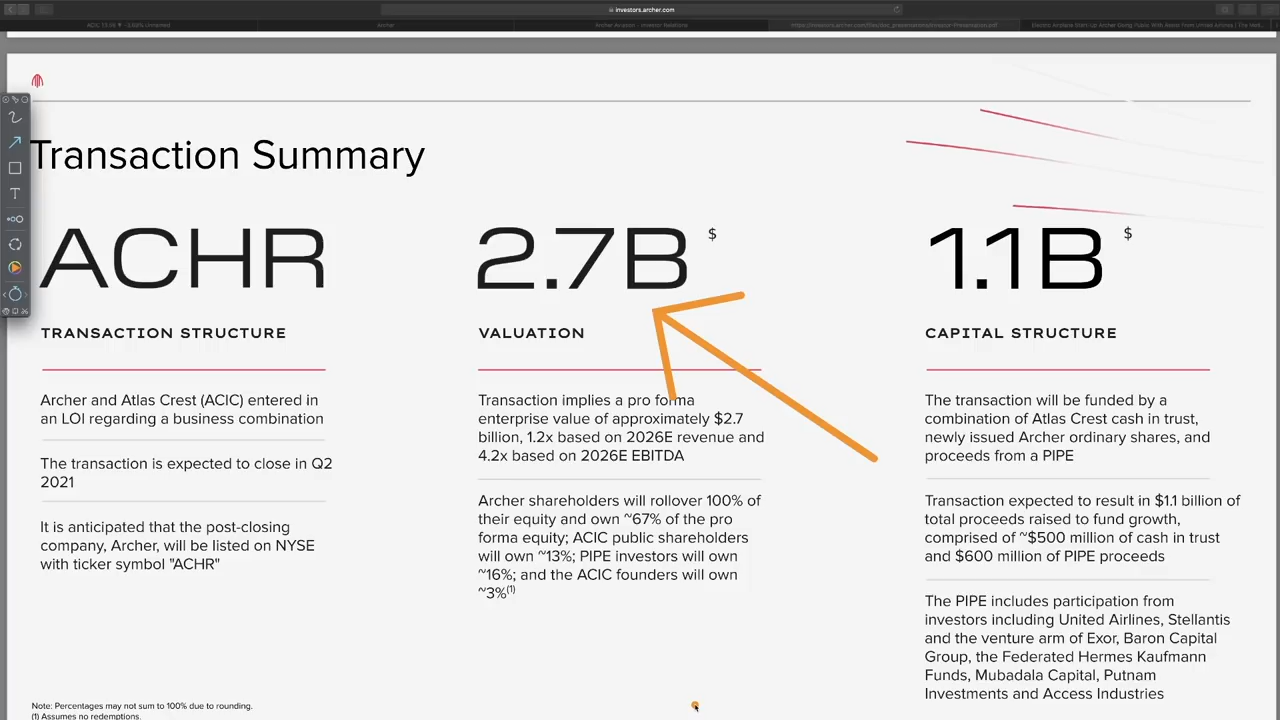 investors.archer.com
Archer
Archer Aviation - Investor Relations
Transaction Summary
ACHR
TRANSACTION STRUCTURE
Archer and Atlas Crest (ACIC) entered in
an LOI regarding a business combination
The transaction is expected to close in Q2
2021
It is anticipated that the post-closing
company, Archer, will be listed on NYSE
with ticker symbol "ACHR"
2.7B $
VALUATION
Transaction implies a pro forma
enterprise value of approximately $2.7
billion, 1.2x based on 2026E revenue and
4.2x based on 2026E EBITDA
Archer shareholders will rollover 100% of
their equity and own ~67% of the pro
forma equity; ACIC public shareholders
will own ~13%; PIPE investors will own
~16%; and the ACIC founders will own
~3%(1)
1.1B $
CAPITAL STRUCTURE
The transaction will be funded by a
combination of Atlas Crest cash in trust,
newly issued Archer ordinary shares, and
proceeds from a PIPE
Transaction expected to result in $1.1 billion of
total proceeds raised to fund growth,
comprised of ~$500 million of cash in trust
and $600 million of PIPE proceeds
The PIPE includes participation from
investors including United Airlines, Stellantis
and the venture arm of Exor, Baron Capital
Group, the Federated Hermes Kaufmann
Funds, Mubadala Capital, Putnam
Investments and Access Industries
Note: Percentages may not sum to 100% due to rounding.
(1) Assumes no redemptions.